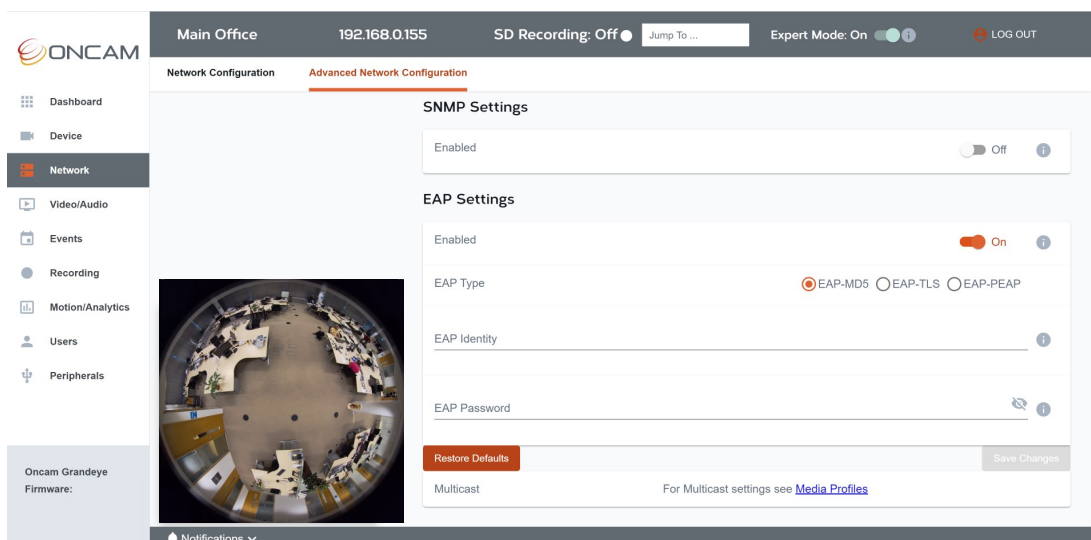 ONCAM
Main Office 192.168.0.155 SD Recording: Off Jump To ... Expert Mode: On LOG OUT
Network Configuration Advanced Network Configuration
Dashboard
Device
Network
Video/Audio
Events
Recording
Motion/Analytics
Users
Peripherals
Oncam Grandeye
Firmware:
SNMP Settings
Enabled Off
EAP Settings
Enabled On
EAP Type EAP-MD5 EAP-TLS EAP-PEAP
EAP Identity
EAP Password
Restore Defaults Save Changes
Multicast For Multicast settings see Media Profiles
Notifications